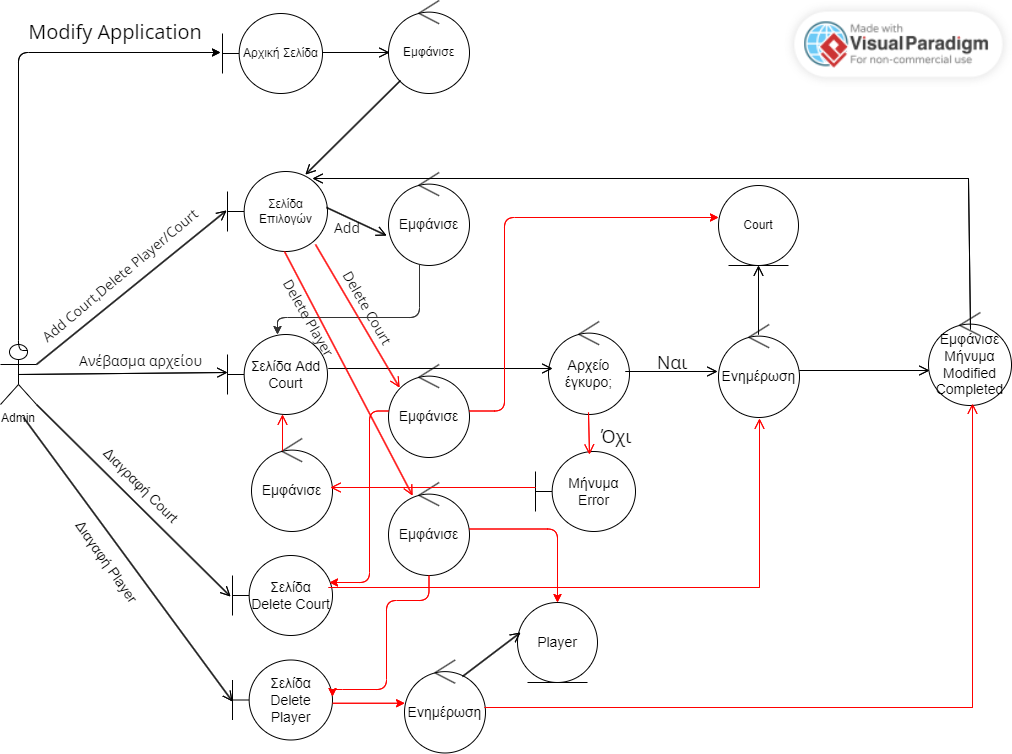 Modify Application
Made with
Visual Paradigm
For non-commercial use
Αρχική Σελίδα
Εμφάνισε
Σελίδα
Επιλογών
Add
Εμφάνισε
Court
Add Court,Delete Player/Court
Delete Player
Delete Court
Ανέβασμα αρχείου
Σελίδα Add
Court
Εμφάνισε
Αρχείο
έγκυρο;
Ναι
Ενημέρωση
Εμφάνισε
Μήνυμα
Modified
Completed
Admin
Όχι
Εμφάνισε
Μήνυμα
Error
Διαγραφή Court
Εμφάνισε
Διαγαφή Player
Σελίδα
Delete Court
Player
Σελίδα
Delete
Player
Ενημέρωση